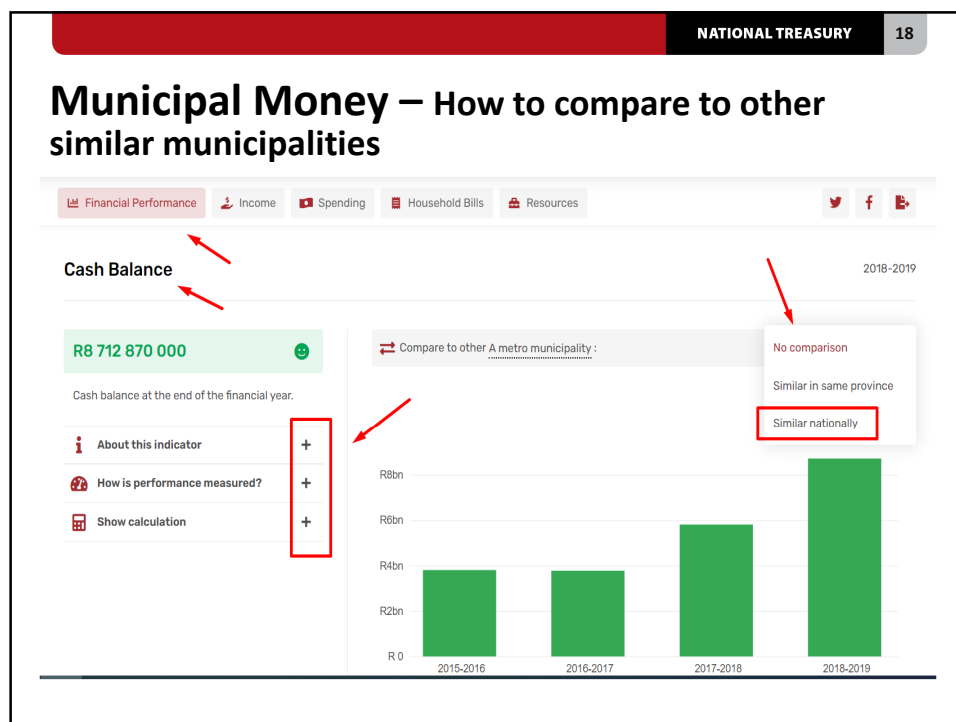 NATIONAL TREASURY 18
Municipal Money – How to compare to other
similar municipalities
Financial Performance Income Spending Household Bills Resources
Cash Balance 2018-2019
R8 712 870 000
Compare to other A metro municipality :
No comparison
Similar in same province
Similar nationally
Cash balance at the end of the financial year.
About this indicator +
How is performance measured? +
Show calculation +
R8bn
R6bn
R4bn
R2bn
R 0
2015-2016 2016-2017 2017-2018 2018-2019